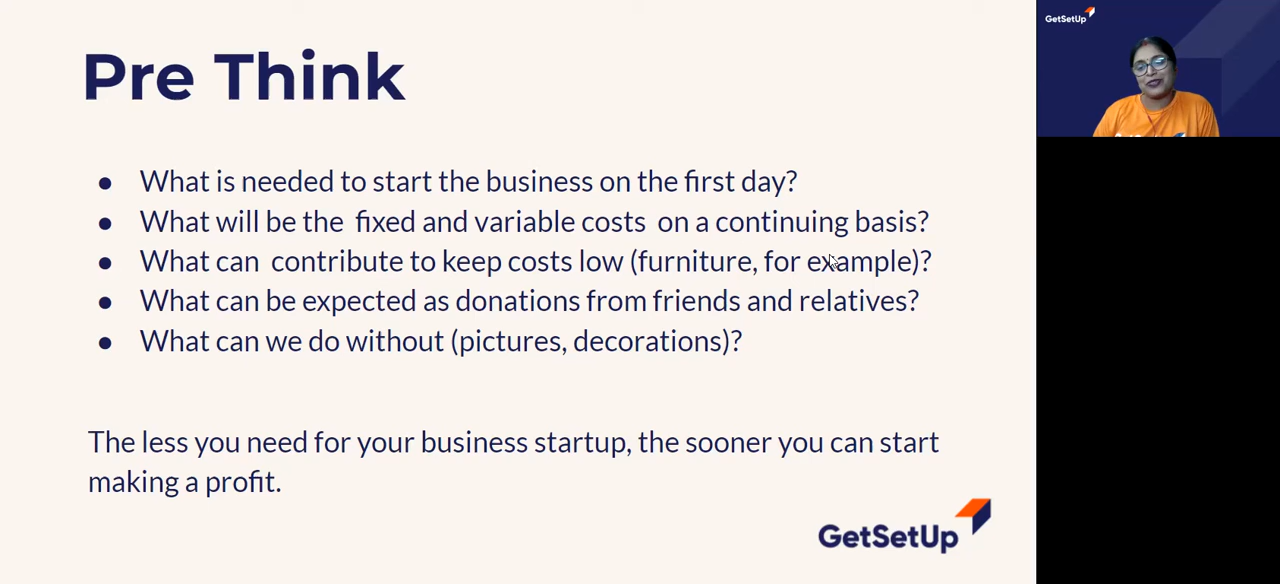 Pre Think
● What is needed to start the business on the first day?
● What will be the  fixed and variable costs  on a continuing basis?
● What can  contribute to keep costs low (furniture, for example)?
● What can be expected as donations from friends and relatives?
● What can we do without (pictures, decorations)?
The less you need for your business startup, the sooner you can start
making a profit.
GetSetUp
GetSetUp